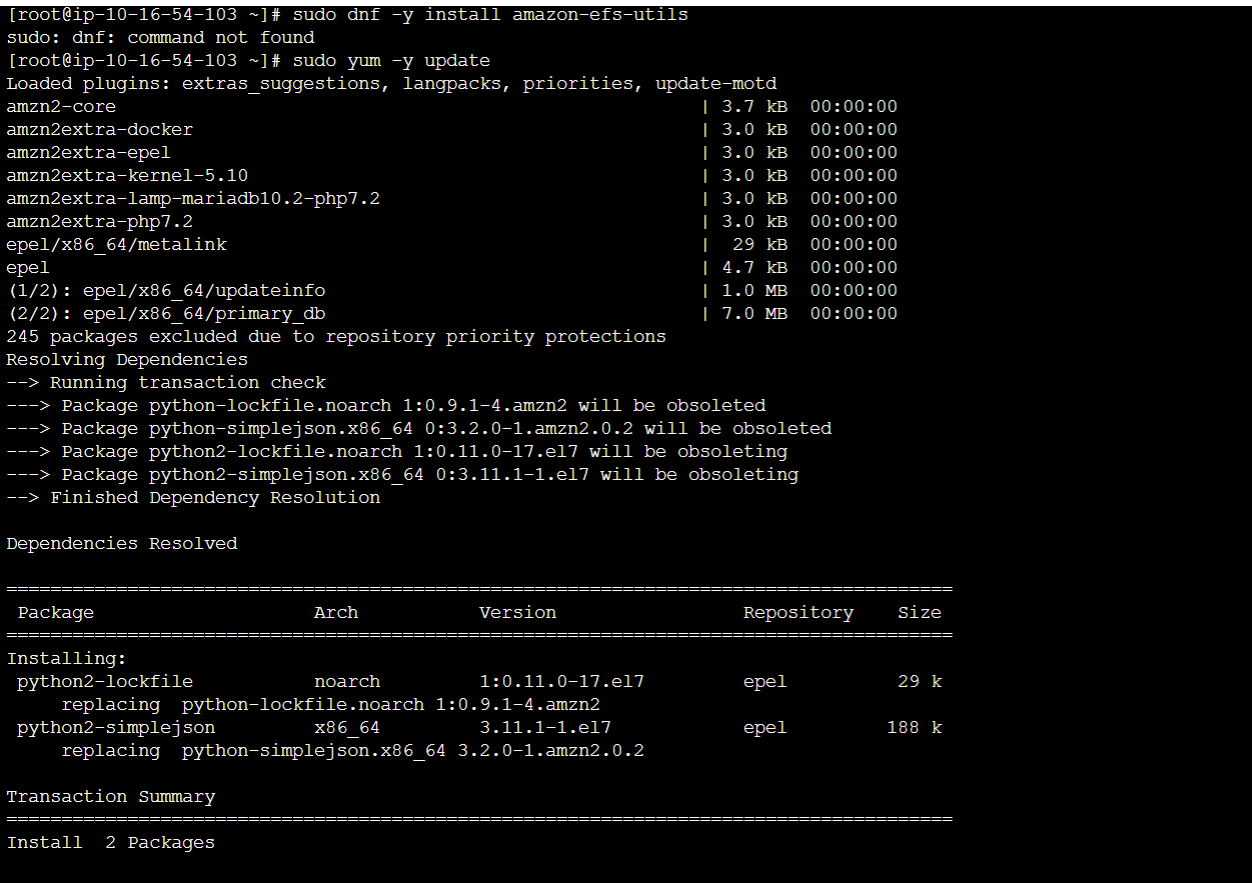 [root@ip-10-16-54-103 ~]# sudo dnf -y install amazon-efs-utils
sudo: dnf: command not found
[root@ip-10-16-54-103 ~]# sudo yum -y update
Loaded plugins: extras_suggestions, langpacks, priorities, update-motd
amzn2-core | 3.7 kB 00:00:00
amzn2extra-docker | 3.0 kB 00:00:00
amzn2extra-epel | 3.0 kB 00:00:00
amzn2extra-kernel-5.10 | 3.0 kB 00:00:00
amzn2extra-lamp-mariadb10.2-php7.2 | 3.0 kB 00:00:00
amzn2extra-php7.2 | 3.0 kB 00:00:00
epel/x86_64/metalink | 29 kB 00:00:00
epel | 4.7 kB 00:00:00
(1/2): epel/x86_64/updateinfo | 1.0 MB 00:00:00
(2/2): epel/x86_64/primary_db | 7.0 MB 00:00:00
245 packages excluded due to repository priority protections
Resolving Dependencies
--> Running transaction check
---> Package python-lockfile.noarch 1:0.9.1-4.amzn2 will be obsoleted
---> Package python-simplejson.x86_64 0:3.2.0-1.amzn2.0.2 will be obsoleted
---> Package python2-lockfile.noarch 1:0.11.0-17.el7 will be obsoleting
---> Package python2-simplejson.x86_64 0:3.11.1-1.el7 will be obsoleting
--> Finished Dependency Resolution
Dependencies Resolved
================================================================================
Package Arch Version Repository Size
================================================================================
Installing:
python2-lockfile noarch 1:0.11.0-17.el7 epel 29 k
replacing python-lockfile.noarch 1:0.9.1-4.amzn2
python2-simplejson x86_64 3.11.1-1.el7 epel 188 k
replacing python-simplejson.x86_64 3.2.0-1.amzn2.0.2
Transaction Summary
================================================================================
Install 2 Packages